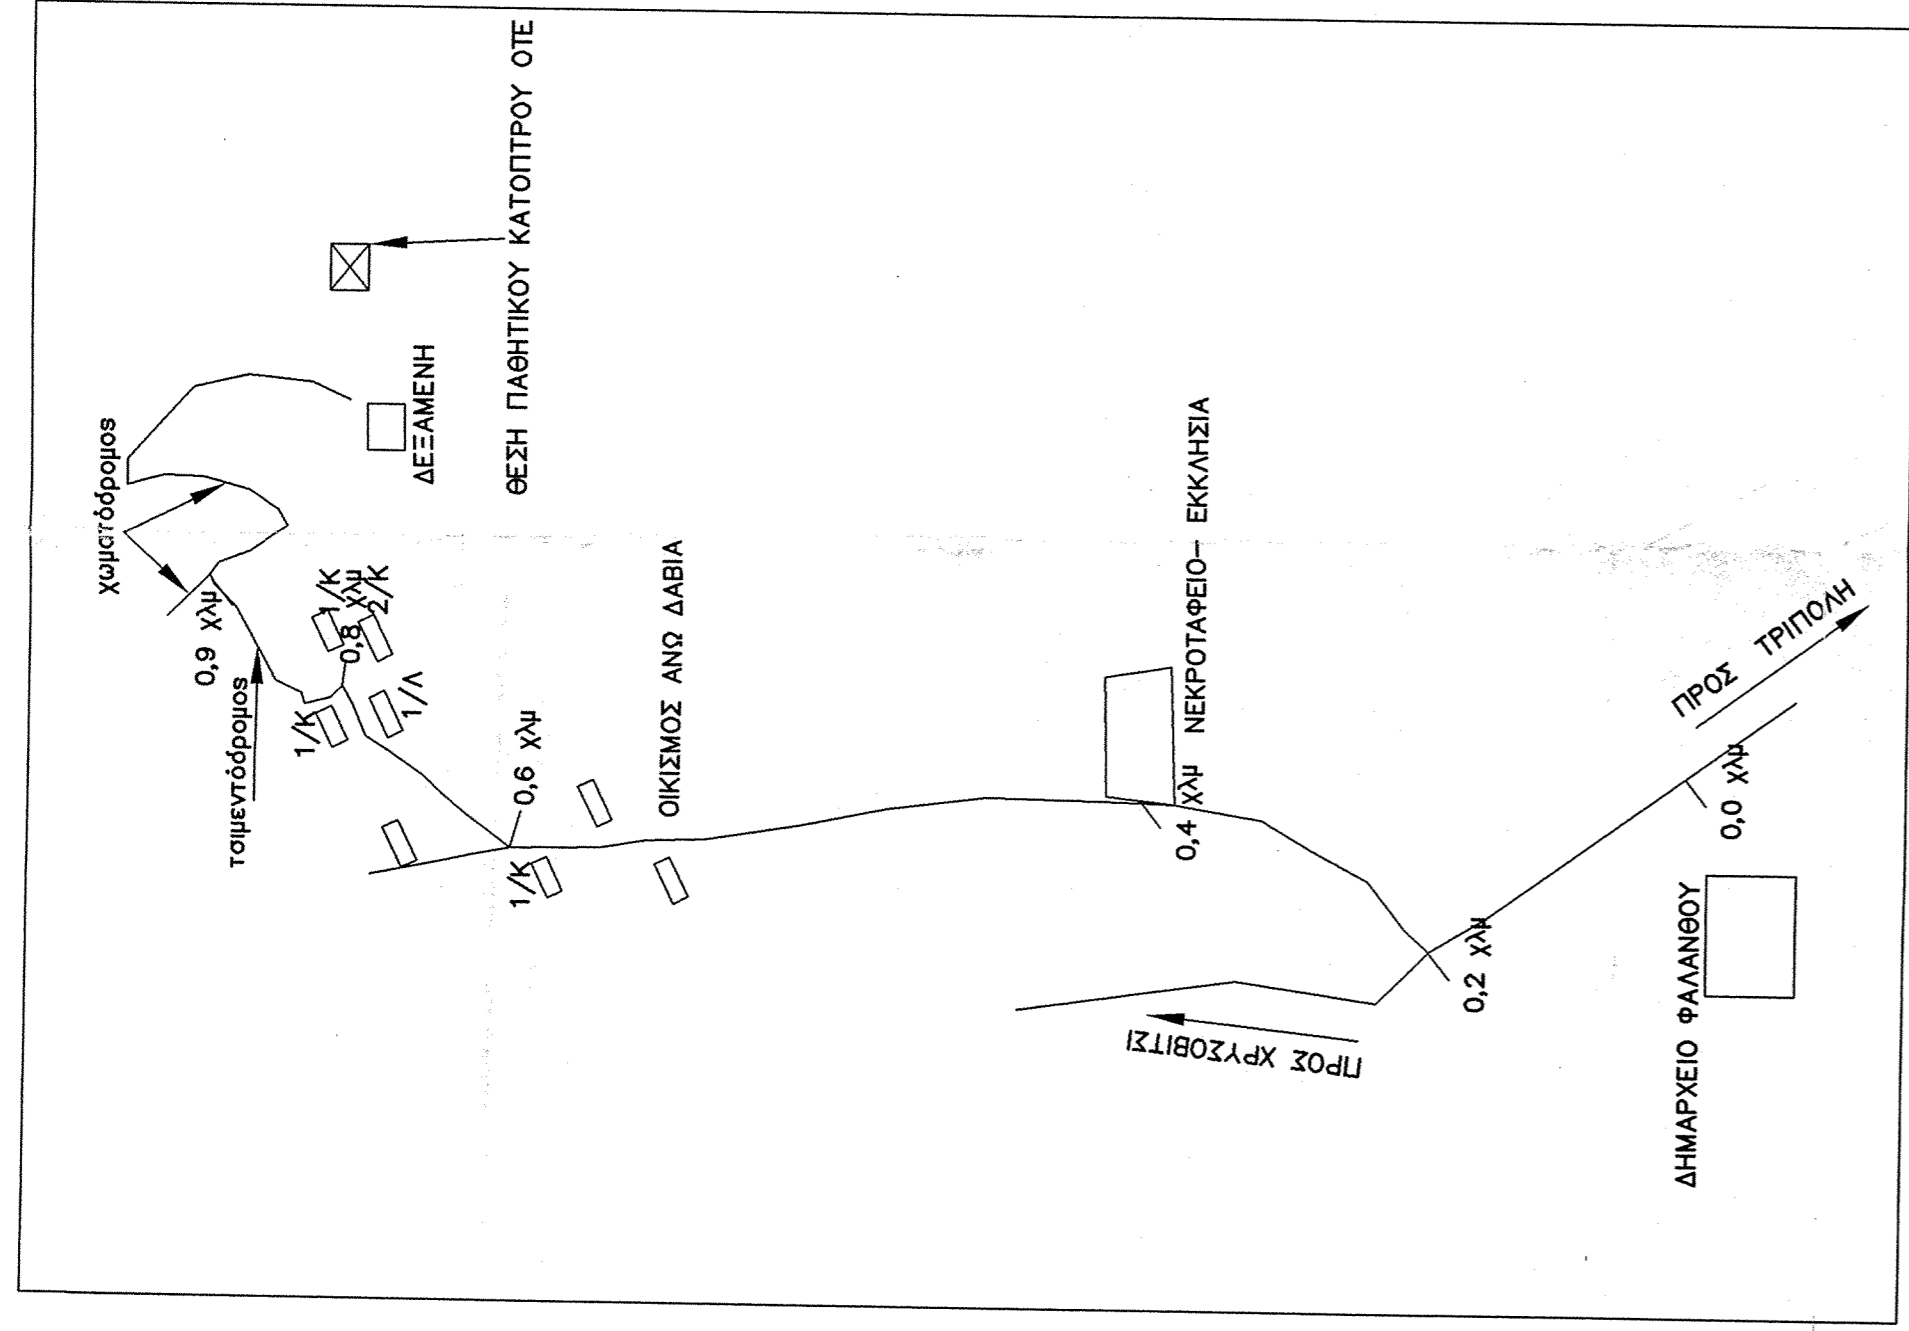 χωματόδρομος
0,9 χλμ
τσιμεντόδρομος
1/Κ
1/Κ
0,8 χλμ
2/Κ
1/Λ
ΔΕΞΑΜΕΝΗ
ΘΕΣΗ ΠΑΘΗΤΙΚΟΥ ΚΑΤΟΠΤΡΟΥ ΟΤΕ
0,6 χλμ
1/Κ
ΟΙΚΙΣΜΟΣ ΑΝΩ ΔΑΒΙΑ
0,4 χλμ ΝΕΚΡΟΤΑΦΕΙΟ– ΕΚΚΛΗΣΙΑ
ΠΡΟΣ ΧΡΥΣΟΒΙΤΣΙ
0,2 χλμ
ΔΗΜΑΡΧΕΙΟ ΦΑΛΑΝΘΟΥ
0,0 χλμ
ΠΡΟΣ ΤΡΙΠΟΛΗ